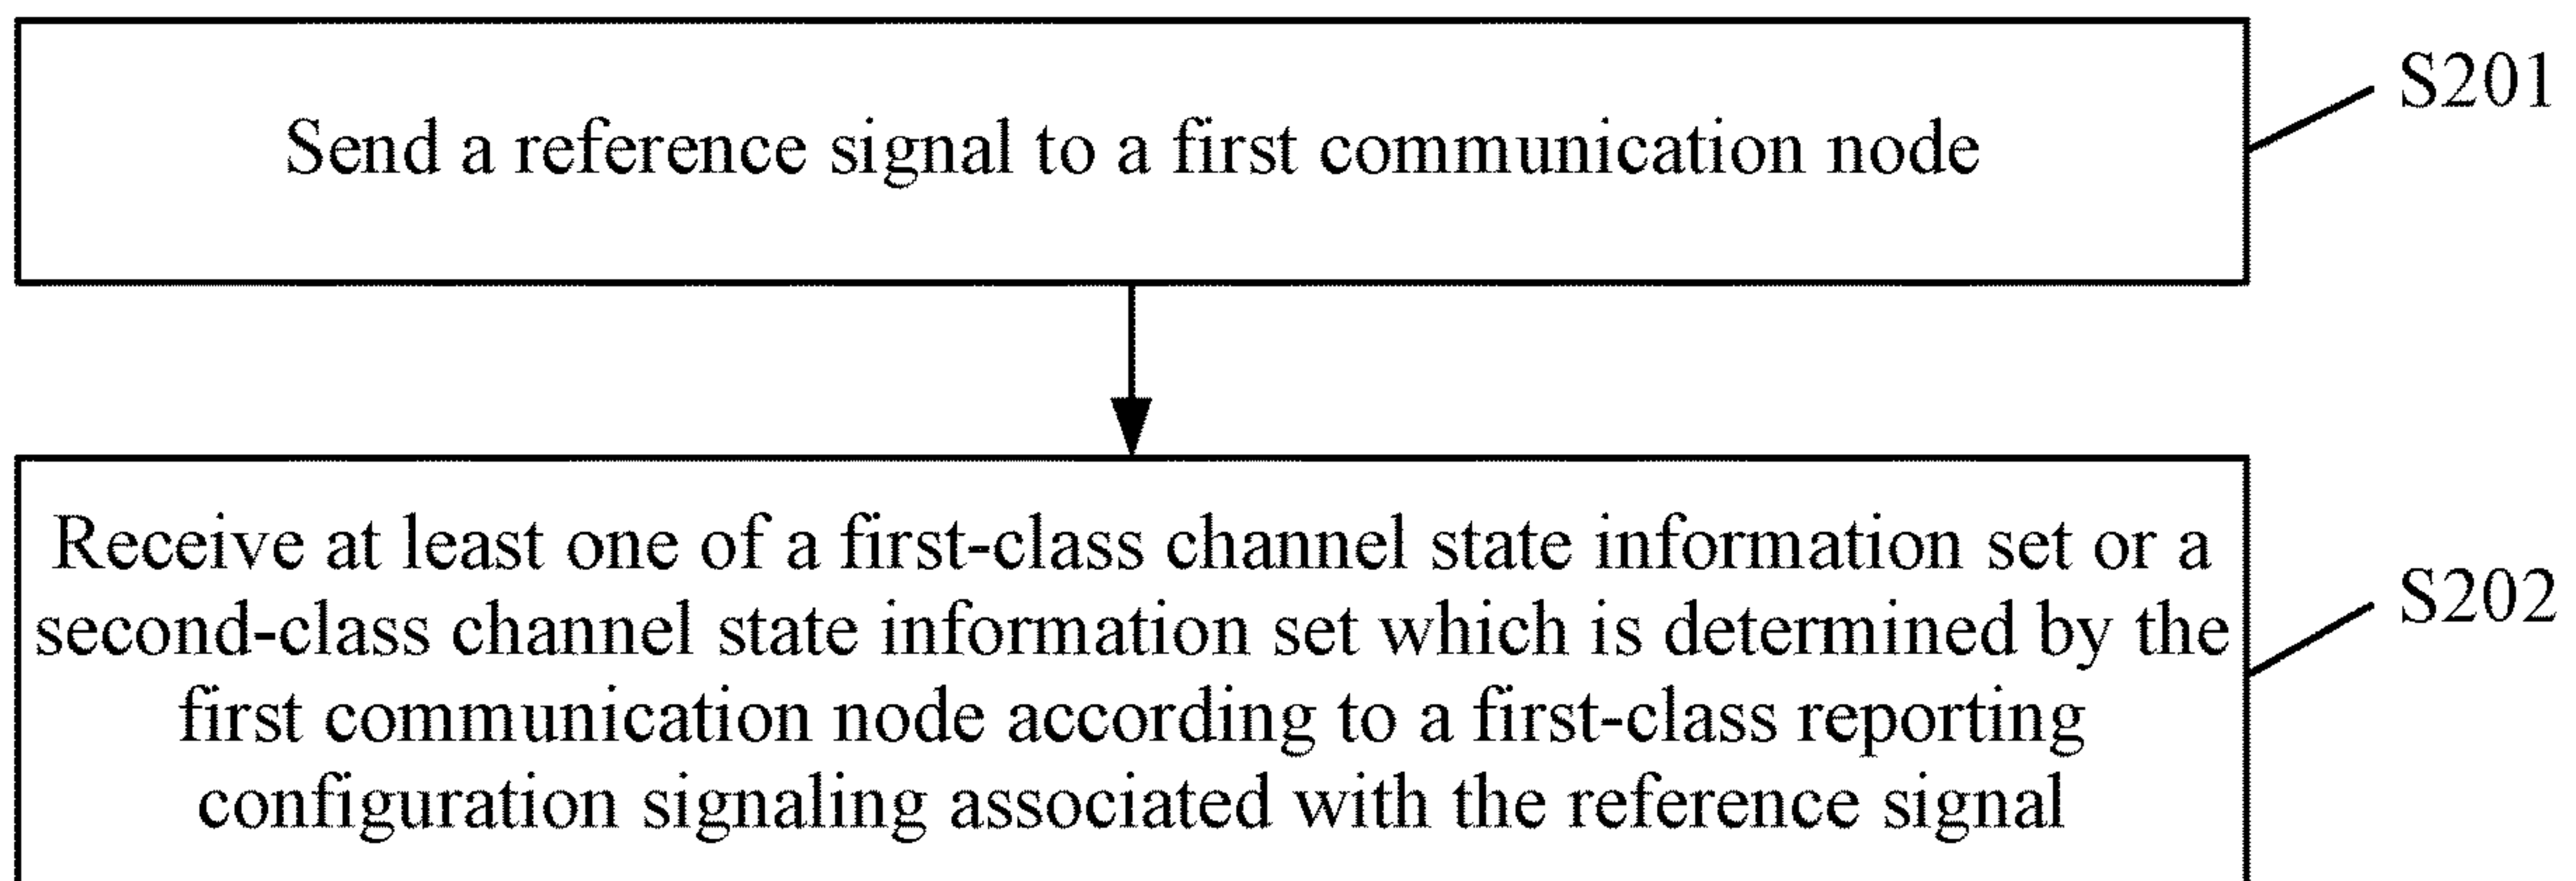 Send a reference signal to a first communication node
S201
Receive at least one of a first-class channel state information set or a
second-class channel state information set which is determined by the
first communication node according to a first-class reporting
configuration signaling associated with the reference signal
S202